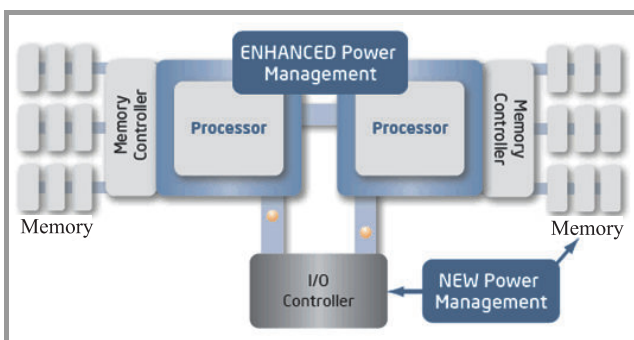 ENHANCED Power
Management
Memory
Controller
Processor
Processor
Memory
Controller
Memory
Memory
I/O
Controller
NEW Power
Management